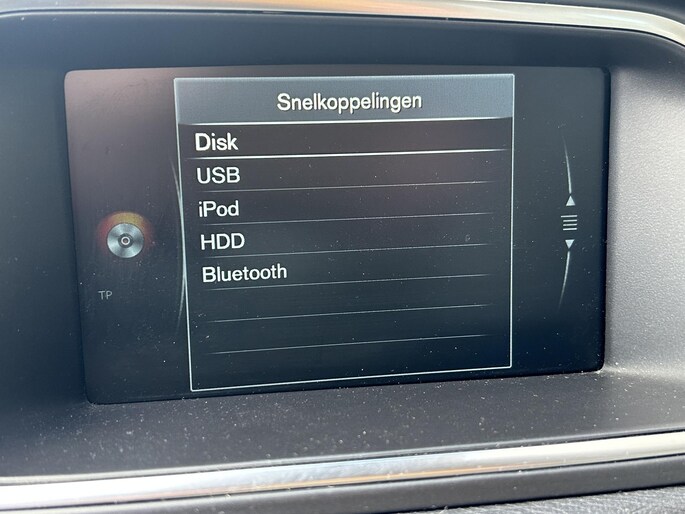 Snelkoppelingen
Disk
USB
iPod
HDD
Bluetooth
TP